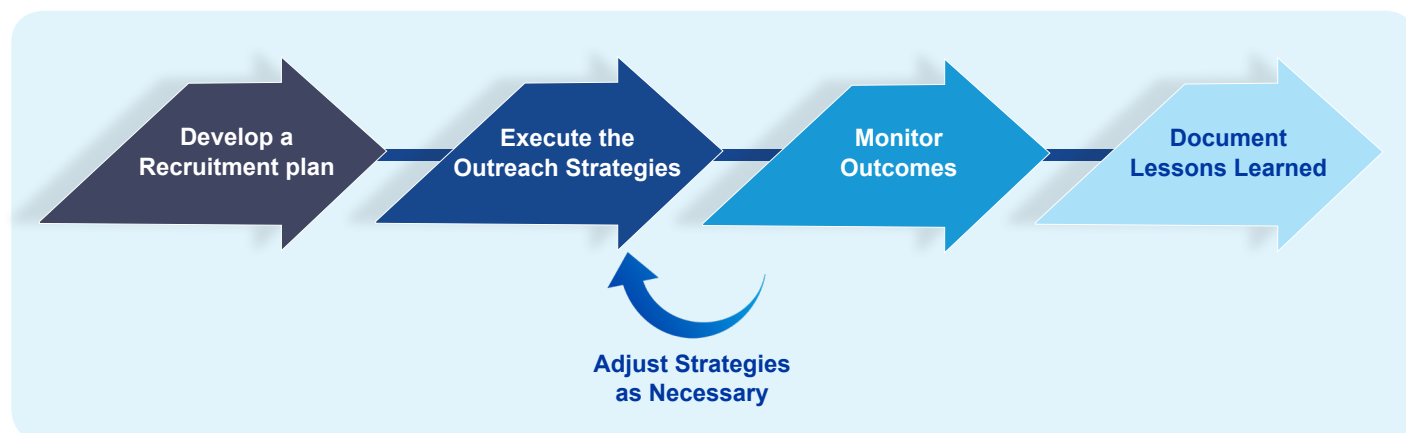 Develop a
Recruitment plan
Execute the
Outreach Strategies
Monitor
Outcomes
Document
Lessons Learned
Adjust Strategies
as Necessary